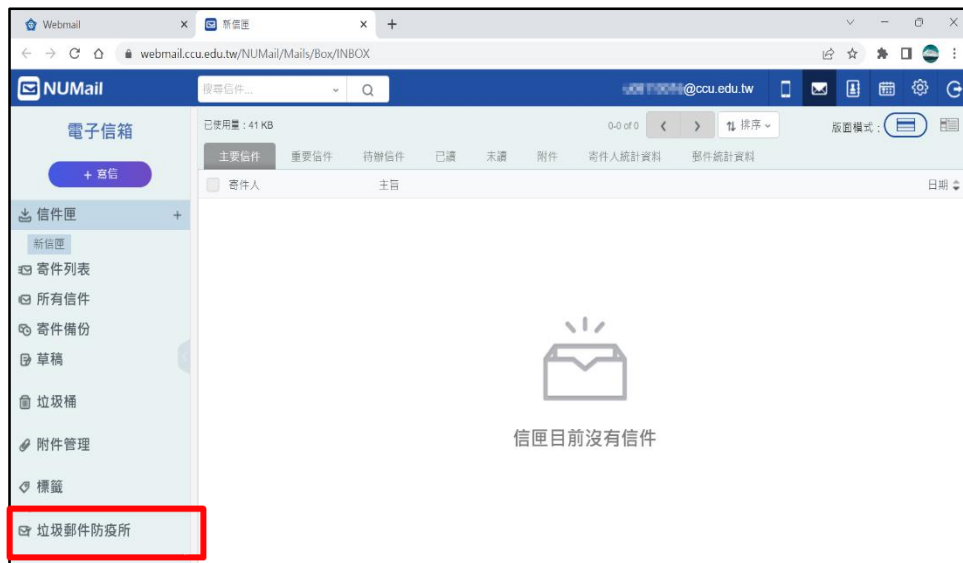 Webmail
新信匣
webmail.ccu.edu.tw/NUMail/Mails/Box/INBOX
NUMail
搜尋信件...
@ccu.edu.tw
電子信箱
+ 寫信
已使用量：41 KB
0-0 of 0
排序
版面模式：
主要信件 重要信件 待辦信件 已讀 未讀 附件 寄件人統計資料 郵件統計資料
寄件人 主旨 日期
信件匣 +
新信匣
寄件列表
所有信件
寄件備份
草稿
垃圾桶
附件管理
標籤
垃圾郵件防疫所
信匣目前沒有信件